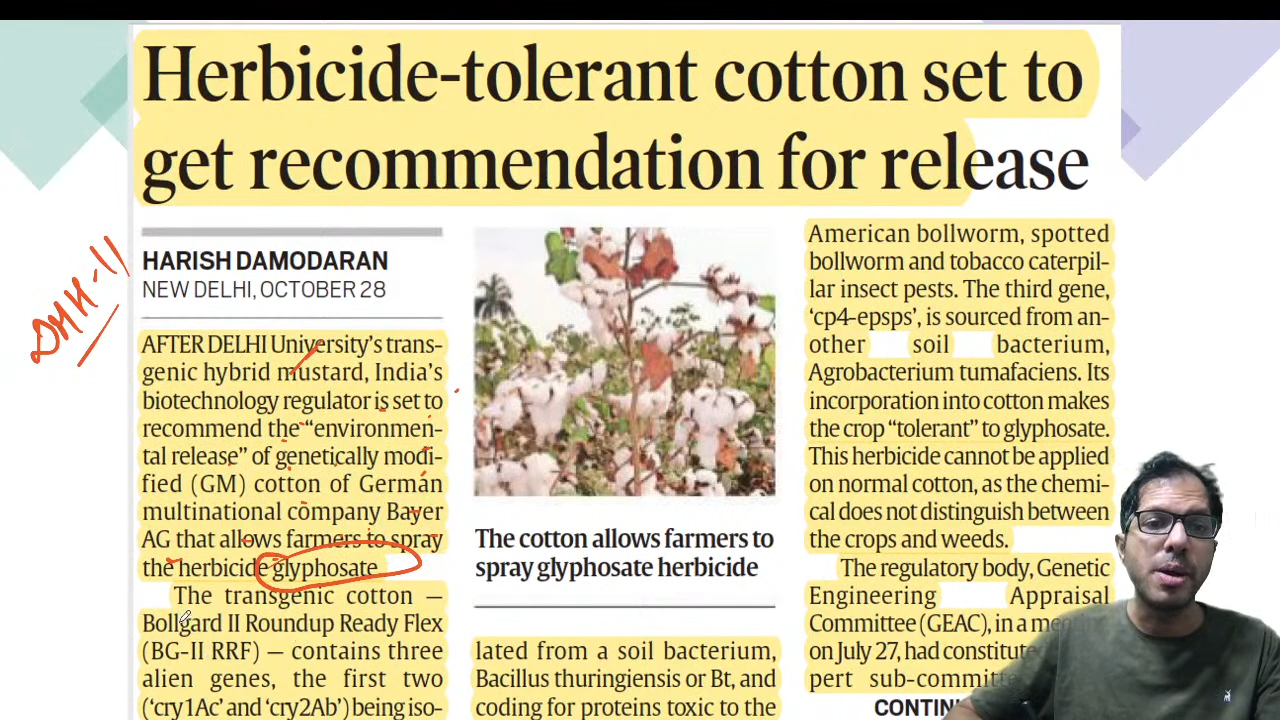 Herbicide-tolerant cotton set to
get recommendation for release
DMH-11
HARISH DAMODARAN
NEW DELHI, OCTOBER 28
AFTER DELHI University's trans-
genic hybrid mustard, India's
biotechnology regulator is set to
recommend the "environmen-
tal release" of genetically modi-
fied (GM) cotton of German
multinational company Bayer
AG that allows farmers to spray
the herbicide glyphosate
The transgenic cotton —
Bollgard II Roundup Ready Flex
(BG-II RRF) — contains three
alien genes, the first two
('cry1Ac' and 'cry2Ab') being iso-
The cotton allows farmers to
spray glyphosate herbicide
lated from a soil bacterium,
Bacillus thuringiensis or Bt, and
coding for proteins toxic to the
American bollworm, spotted
bollworm and tobacco caterpil-
lar insect pests. The third gene,
'cp4-epsps', is sourced from an-
other soil bacterium,
Agrobacterium tumafaciens. Its
incorporation into cotton makes
the crop "tolerant" to glyphosate.
This herbicide cannot be applied
on normal cotton, as the chemi-
cal does not distinguish between
the crops and weeds.
The regulatory body, Genetic
Engineering Appraisal
Committee (GEAC), in a
on July 27, had
pert